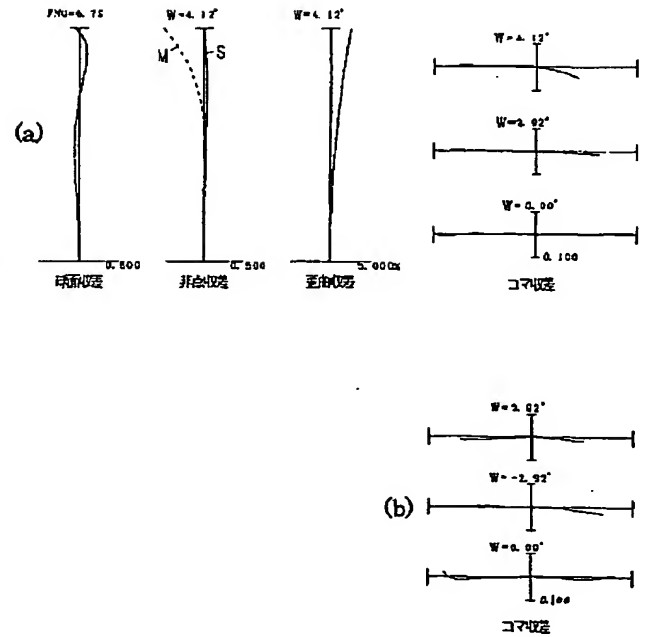 FNO=4.75
W=4.12°
W=4.12°
M
S
(a)
0.500
0.500
5.000%
球面収差
非点収差
歪曲収差
W=4.12°
W=2.92°
W=0.00°
0.100
コマ収差
(b)
W=2.92°
W=-2.92°
W=0.00°
0.100
コマ収差